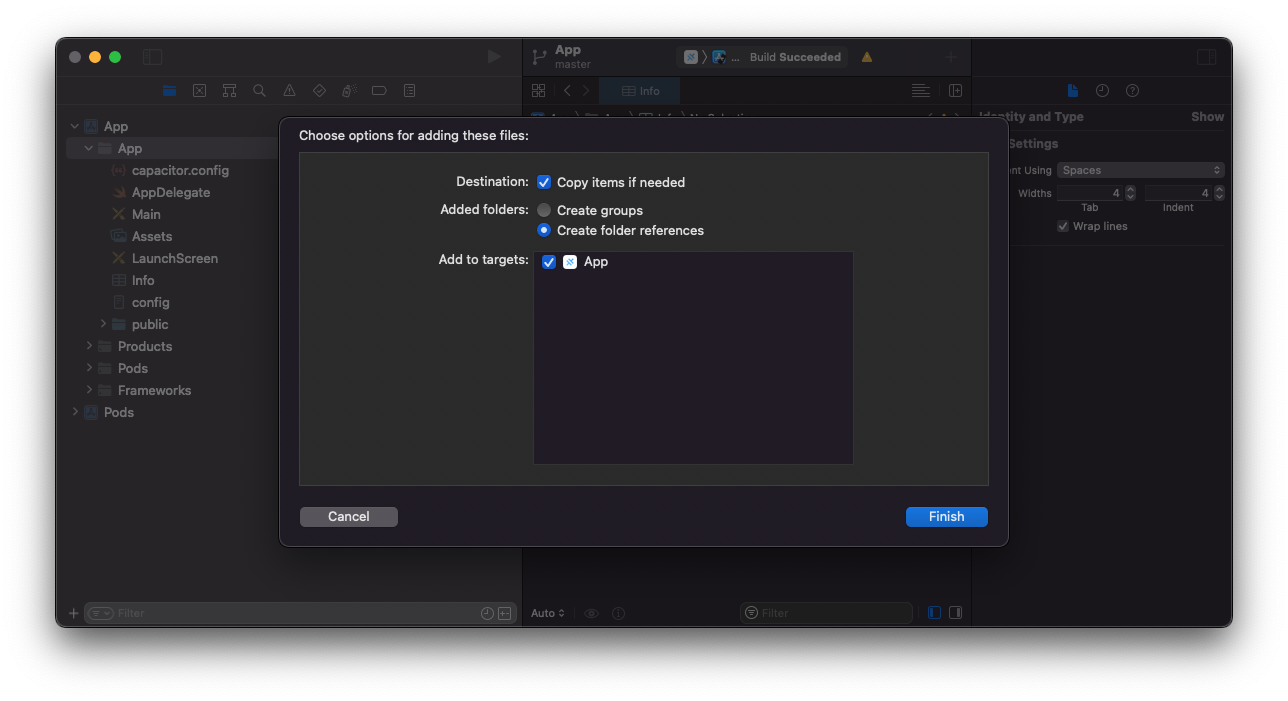 App
master
... Build Succeeded
Info
App
App
capacitor.config
AppDelegate
Main
Assets
LaunchScreen
Info
config
public
Products
Pods
Frameworks
Pods
Choose options for adding these files:
Destination: Copy items if needed
Added folders: Create groups
Create folder references
Add to targets: App
Cancel
Finish
Identity and Type Show
Settings
Using Spaces
Widths 4 4
Tab Indent
Wrap lines
Filter
Auto
Filter